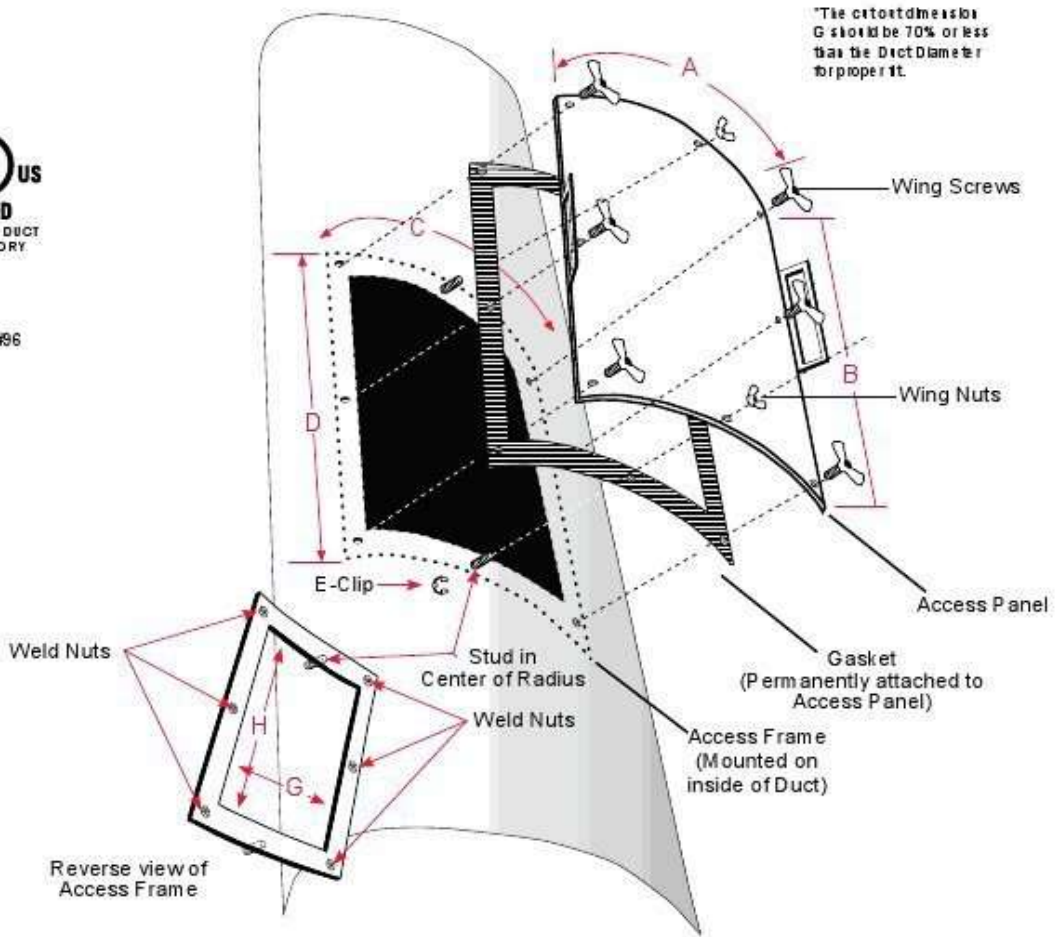 "The cutout dimension
G should be 70% or less
than the Duct Diameter
for proper fit.
A
US
D
DUCT
ORY
Wing Screws
C
496
B
D
Wing Nuts
E-Clip
Access Panel
Weld Nuts
Stud in
Center of Radius
Gasket
(Permanently attached to
Access Panel)
Weld Nuts
H
Access Frame
(Mounted on
inside of Duct)
G
Reverse view of
Access Frame